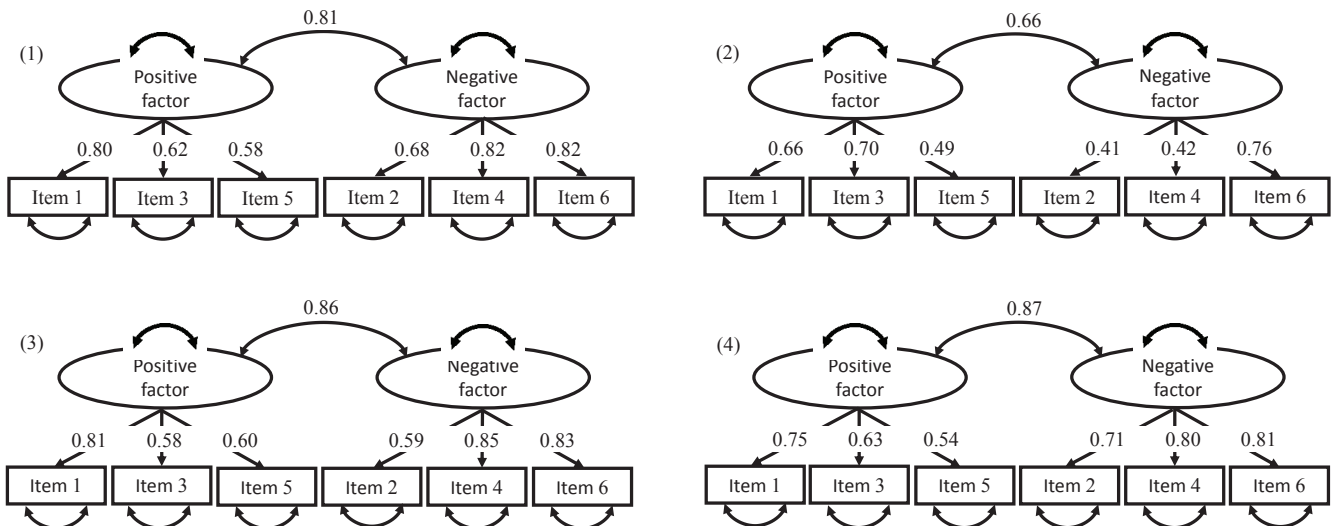 (1)
0.81
Positive
factor
Negative
factor
0.80 0.62 0.58 0.68 0.82 0.82
Item 1 Item 3 Item 5 Item 2 Item 4 Item 6
(2)
0.66
Positive
factor
Negative
factor
0.66 0.70 0.49 0.41 0.42 0.76
Item 1 Item 3 Item 5 Item 2 Item 4 Item 6
(3)
0.86
Positive
factor
Negative
factor
0.81 0.58 0.60 0.59 0.85 0.83
Item 1 Item 3 Item 5 Item 2 Item 4 Item 6
(4)
0.87
Positive
factor
Negative
factor
0.75 0.63 0.54 0.71 0.80 0.81
Item 1 Item 3 Item 5 Item 2 Item 4 Item 6